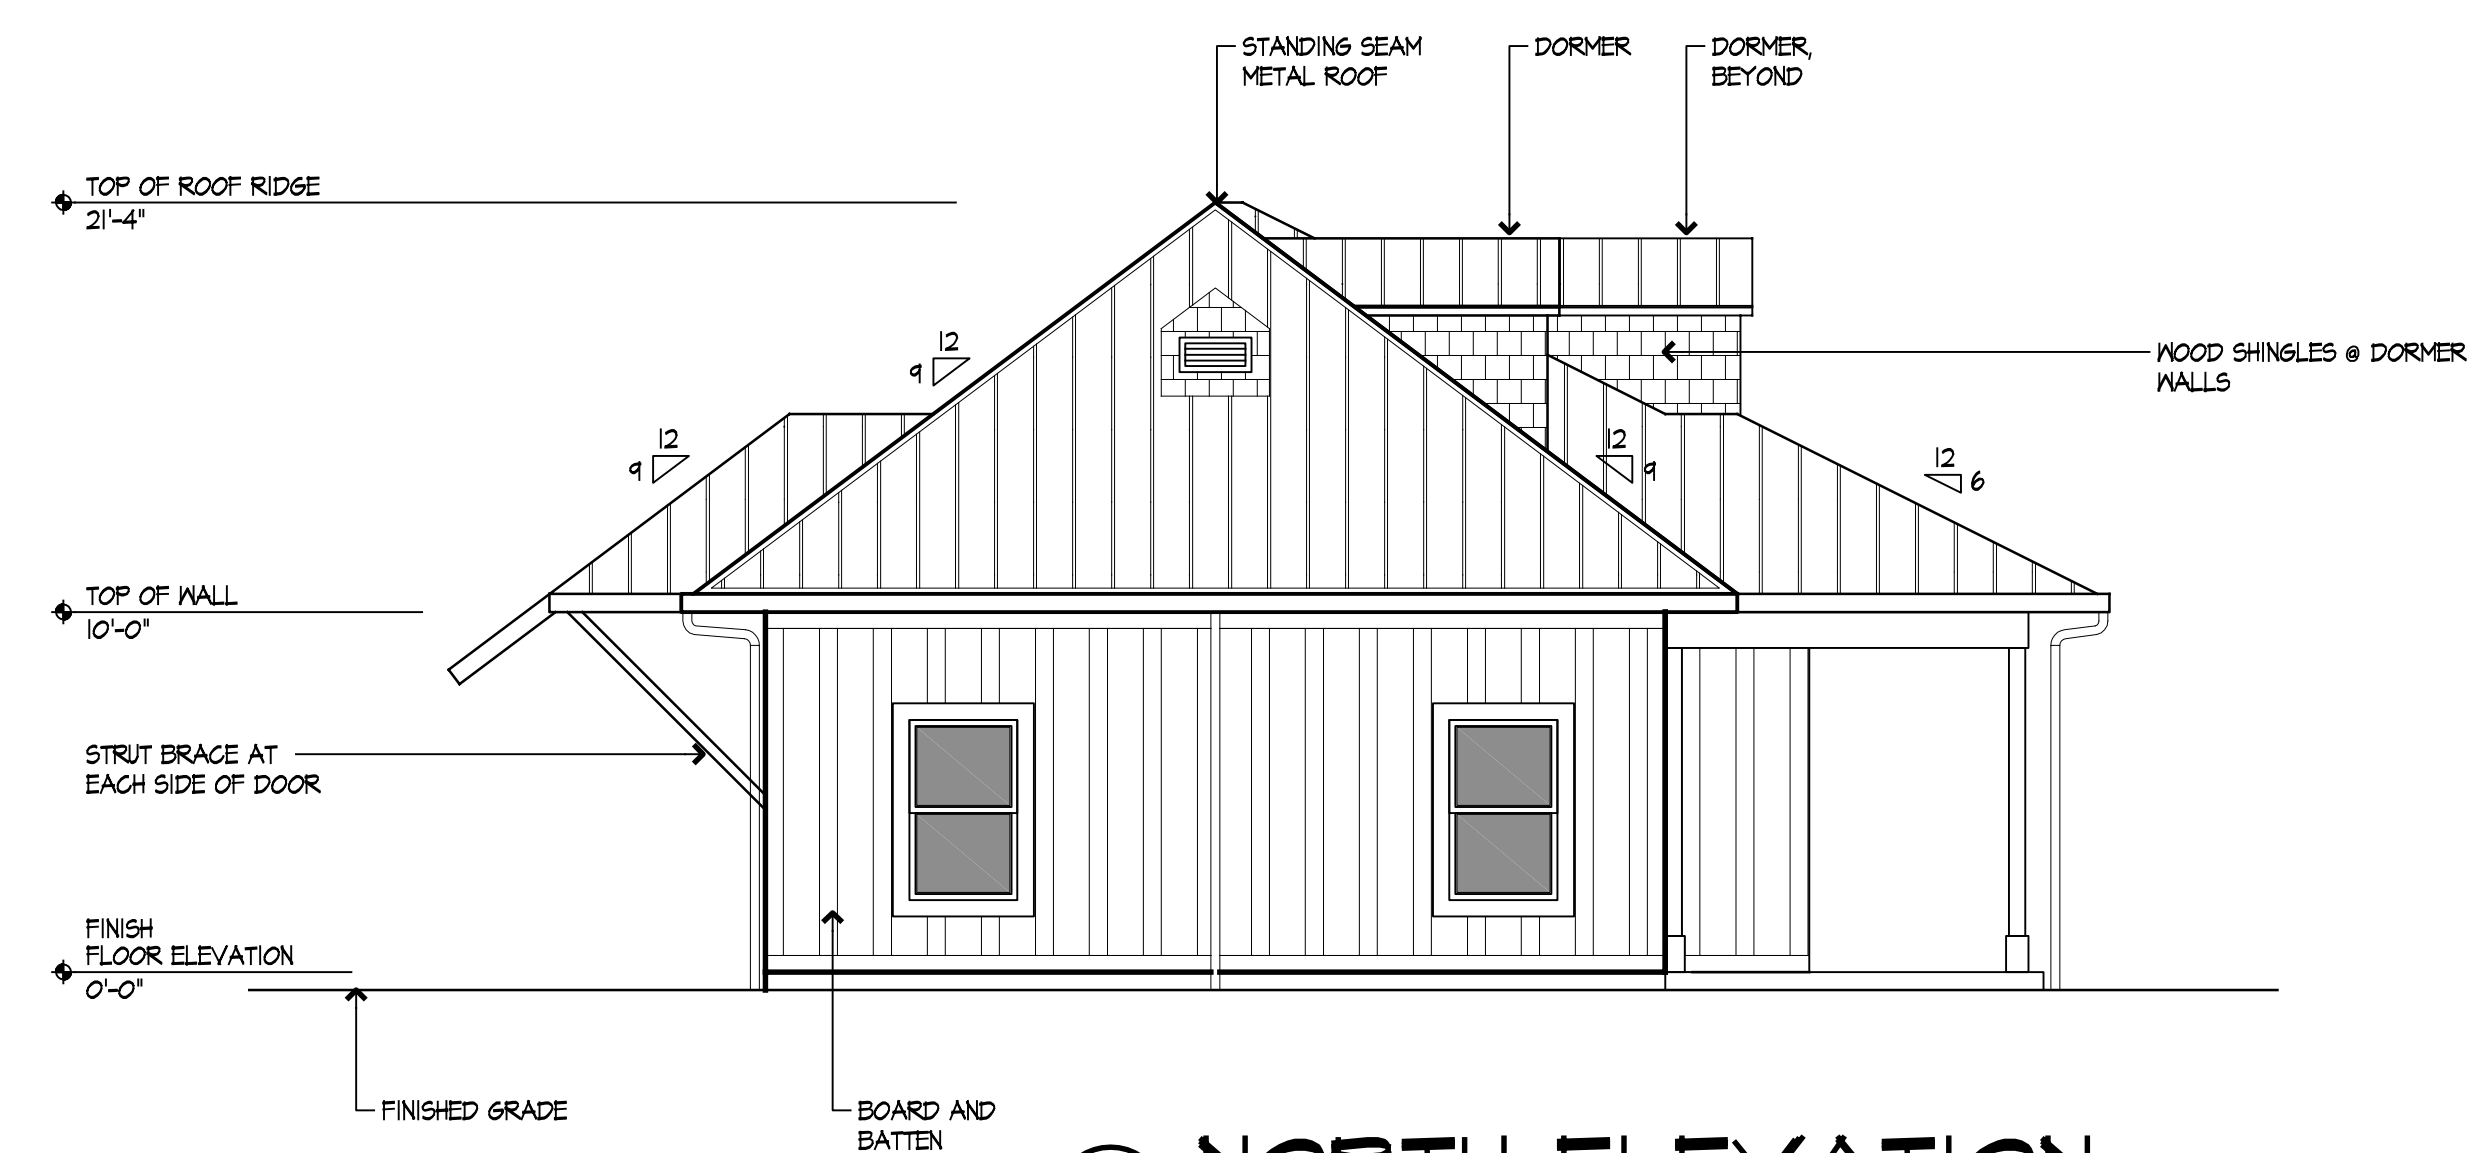 STANDING SEAM
METAL ROOF
DORMER
DORMER,
BEYOND
TOP OF ROOF RIDGE
21'-4"
12
9
WOOD SHINGLES @ DORMER
WALLS
12
9
12
9
12
6
TOP OF WALL
10'-0"
STRUT BRACE AT
EACH SIDE OF DOOR
FINISH
FLOOR ELEVATION
0'-0"
FINISHED GRADE
BOARD AND
BATTEN
NORTH ELEVATION